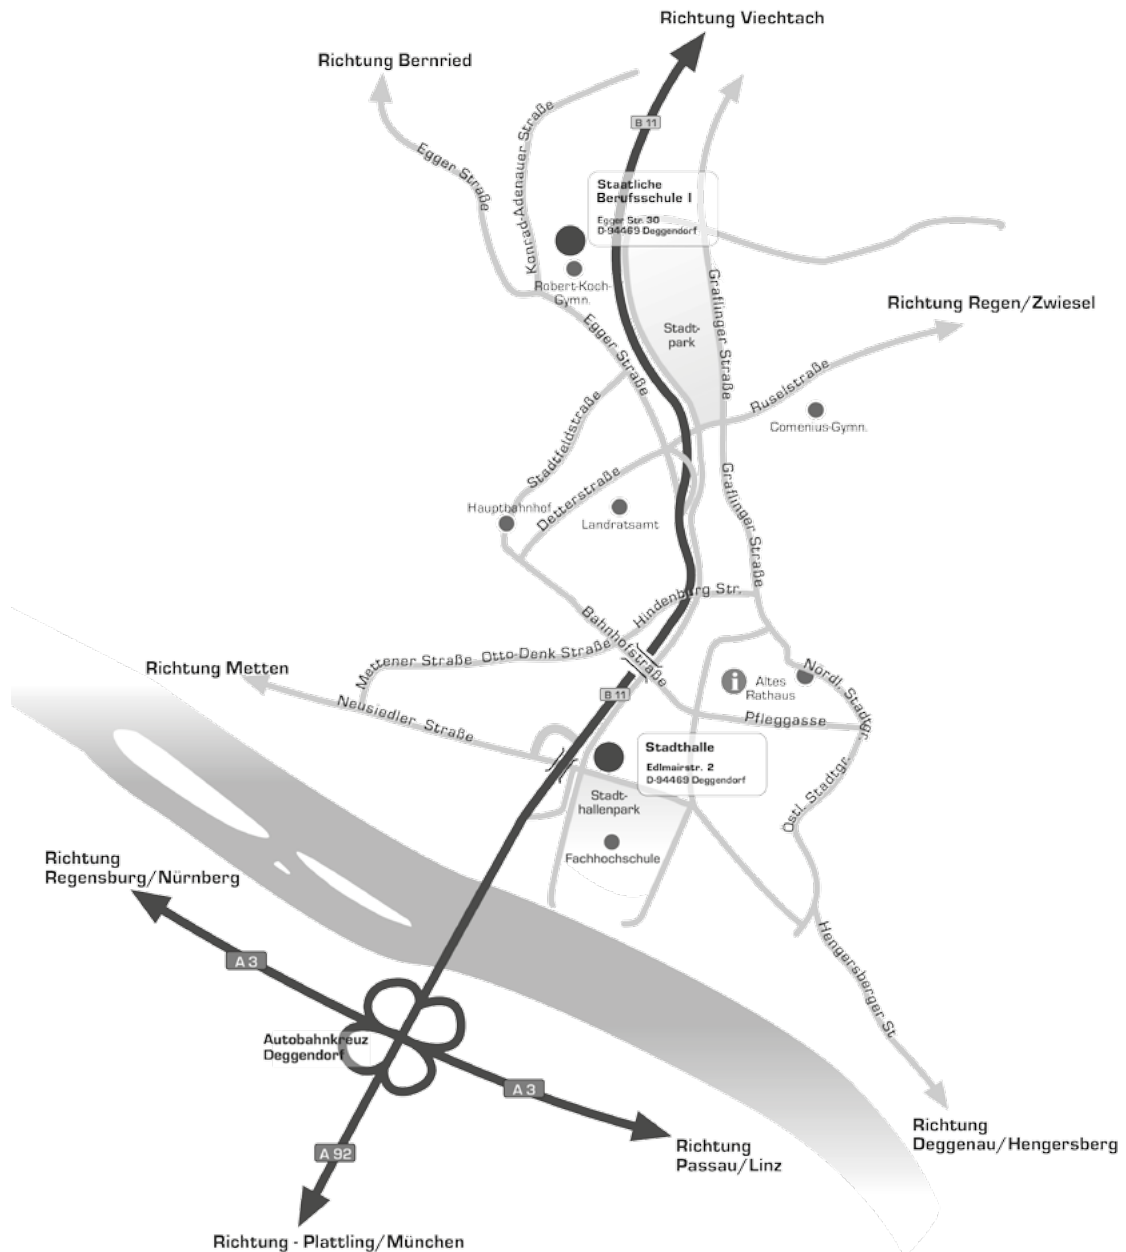 Richtung Viechtach
Richtung Bernried
B 11
Konrad-Adenauer Straße
Egger Straße
Staatliche
Berufsschule I
Egger Str. 30
D-94469 Deggendorf
Robert-Koch-
Gymn.
Graflinger Straße
Richtung Regen/Zwiesel
Egger Straße
Stadt-
park
Ruselstraße
Comenius-Gymn.
Stadtfeldstraße
Graflinger Straße
Detterstraße
Hauptbahnhof
Landratsamt
Hindenburg Str.
Bahnhofstraße
Otto-Denk Straße
Mettener Straße
Richtung Metten
Nördl. Stadtgr.
Altes
Rathaus
i
B 11
Neusiedler Straße
Pfleggasse
Stadthalle
Edlmairstr. 2
D-94469 Deggendorf
Östl. Stadtgr.
Stadt-
hallenpark
Fachhochschule
Richtung
Regensburg/Nürnberg
Hengersberger St
A 3
Autobahnkreuz
Deggendorf
A 3
Richtung
Deggenau/Hengersberg
Richtung
Passau/Linz
A 92
Richtung - Plattling/München